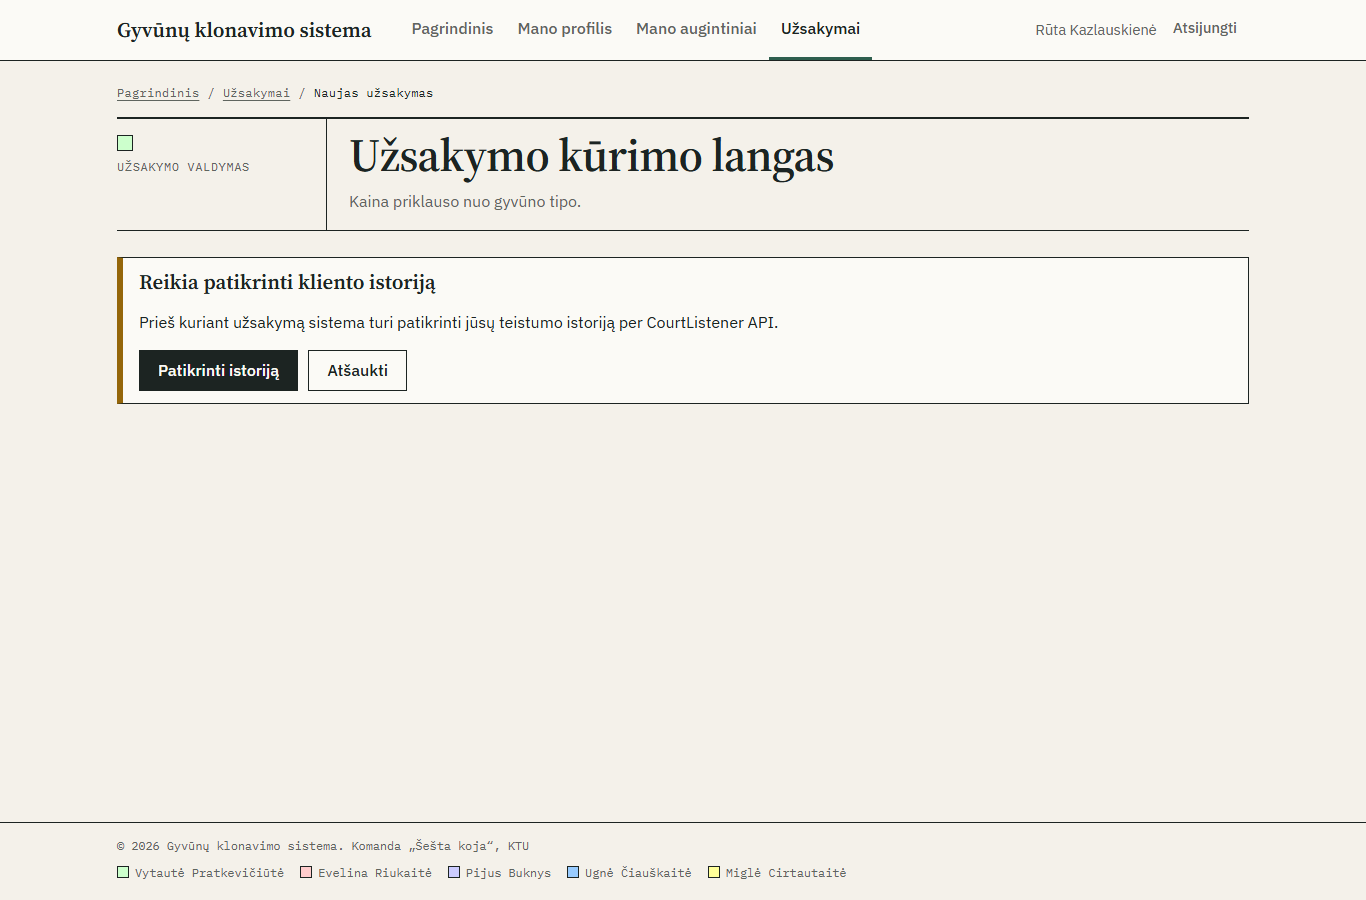 Gyvūnų klonavimo sistema
Pagrindinis
Mano profilis
Mano augintiniai
Užsakymai
Rūta Kazlauskienė
Atsijungti
Pagrindinis / Užsakymai / Naujas užsakymas
UŽSAKYMO VALDYMAS
Užsakymo kūrimo langas
Kaina priklauso nuo gyvūno tipo.
Reikia patikrinti kliento istoriją
Prieš kuriant užsakymą sistema turi patikrinti jūsų teistumo istoriją per CourtListener API.
Patikrinti istoriją
Atšaukti
© 2026 Gyvūnų klonavimo sistema. Komanda „Šešta koja“, KTU
Vytautė Pratkevičiūtė
Evelina Riukaitė
Pijus Buknys
Ugnė Čiauškaitė
Miglė Cirtautaitė